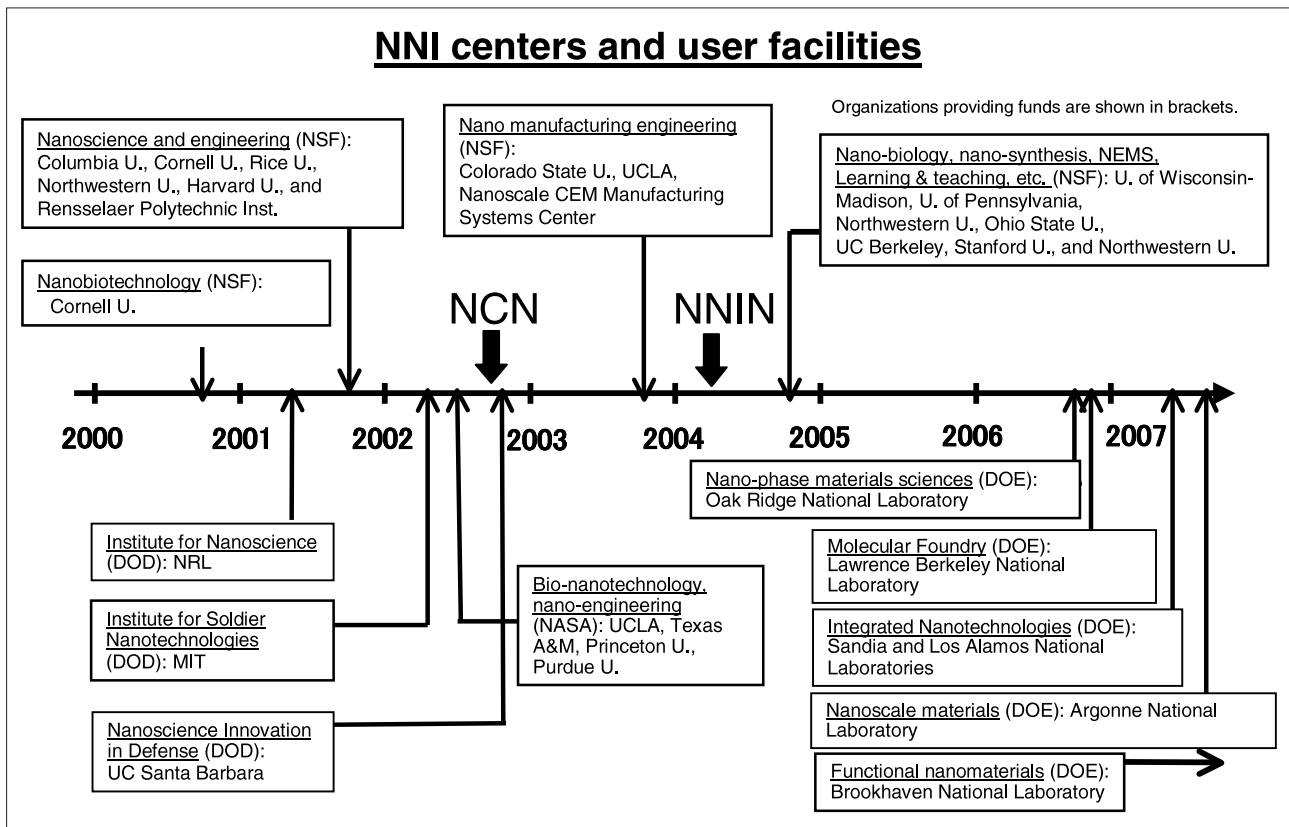 NNI centers and user facilities
Organizations providing funds are shown in brackets.
Nanoscience and engineering (NSF):
Columbia U., Cornell U., Rice U.,
Northwestern U., Harvard U., and
Rensselaer Polytechnic Inst.
Nano manufacturing engineering
(NSF):
Colorado State U., UCLA,
Nanoscale CEM Manufacturing
Systems Center
Nano-biology, nano-synthesis, NEMS,
Learning & teaching, etc. (NSF): U. of Wisconsin-
Madison, U. of Pennsylvania,
Northwestern U., Ohio State U.,
UC Berkeley, Stanford U., and Northwestern U.
Nanobiotechnology (NSF):
Cornell U.
NCN
NNIN
2000
2001
2002
2003
2004
2005
2006
2007
Nano-phase materials sciences (DOE):
Oak Ridge National Laboratory
Institute for Nanoscience
(DOD): NRL
Molecular Foundry (DOE):
Lawrence Berkeley National
Laboratory
Bio-nanotechnology,
nano-engineering
(NASA): UCLA, Texas
A&M, Princeton U.,
Purdue U.
Institute for Soldier
Nanotechnologies
(DOD): MIT
Integrated Nanotechnologies (DOE):
Sandia and Los Alamos National
Laboratories
Nanoscale materials (DOE): Argonne National
Laboratory
Nanoscience Innovation
in Defense (DOD):
UC Santa Barbara
Functional nanomaterials (DOE):
Brookhaven National Laboratory